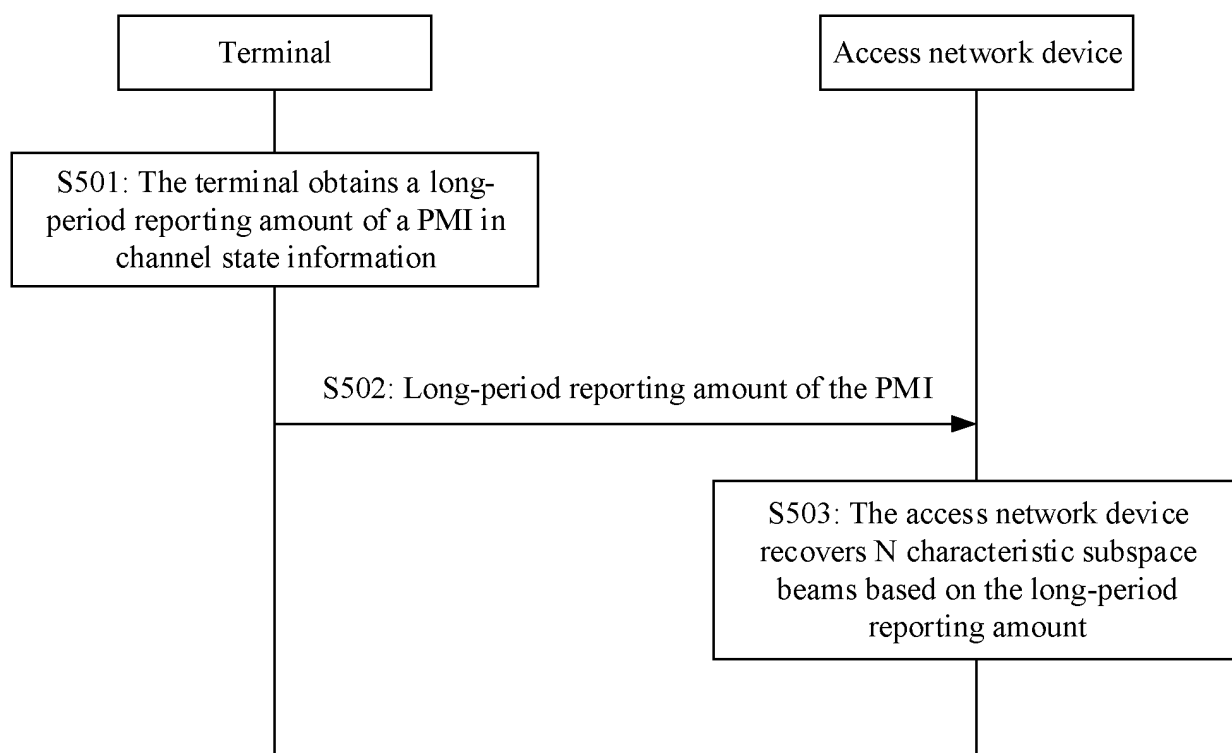 Terminal
Access network device
S501: The terminal obtains a long-
period reporting amount of a PMI in
channel state information
S502: Long-period reporting amount of the PMI
S503: The access network device
recovers N characteristic subspace
beams based on the long-period
reporting amount